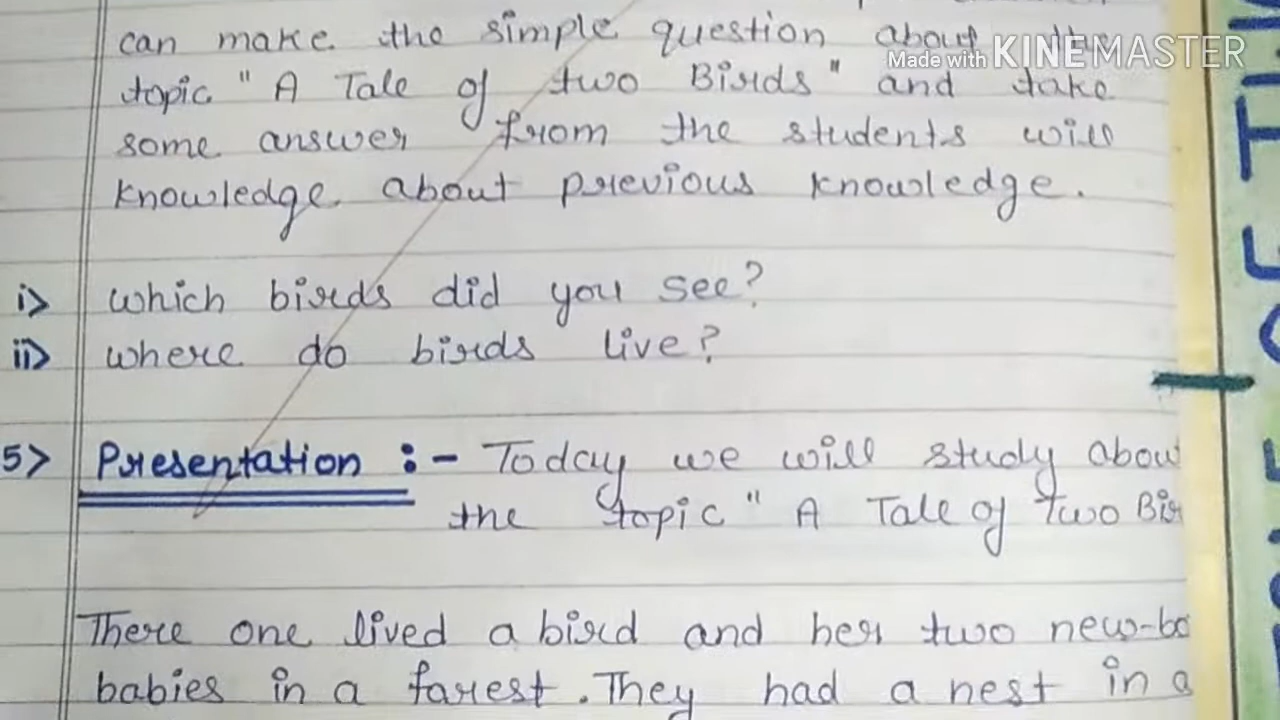 can make the simple question about the
Made with KINEMASTER
topic " A Tale of two Birds " and take
some answer from the students will
knowledge about previous knowledge.
i> which birds did you see?
ii> where do birds live?
5> Presentation :- Today we will study abou
the topic " A Tale of Two Bir
There one lived a bird and her two new-bo
babies in a farest. They had a nest in a